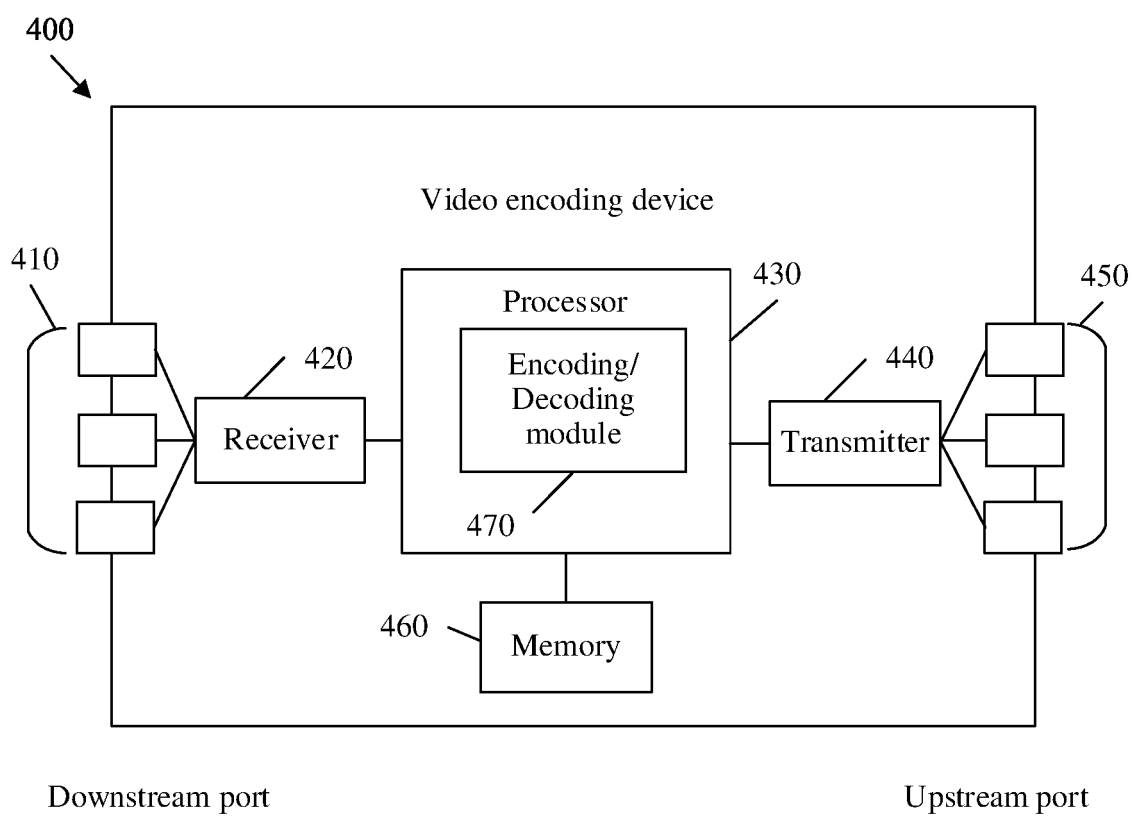 400
Video encoding device
410
430
450
Processor
420
Encoding/
Decoding
module
440
Receiver
Transmitter
470
460
Memory
Downstream port
Upstream port